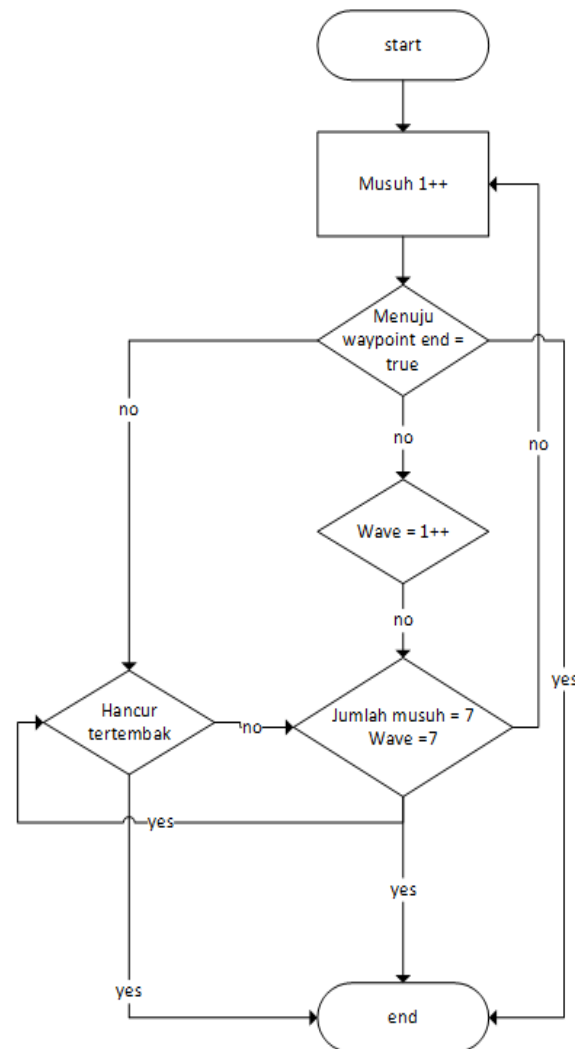 start
Musuh 1++
Menuju
waypoint end =
true
no
no
no
Wave = 1++
no
yes
Hancur
tertembak
no
Jumlah musuh = 7
Wave =7
yes
yes
yes
end